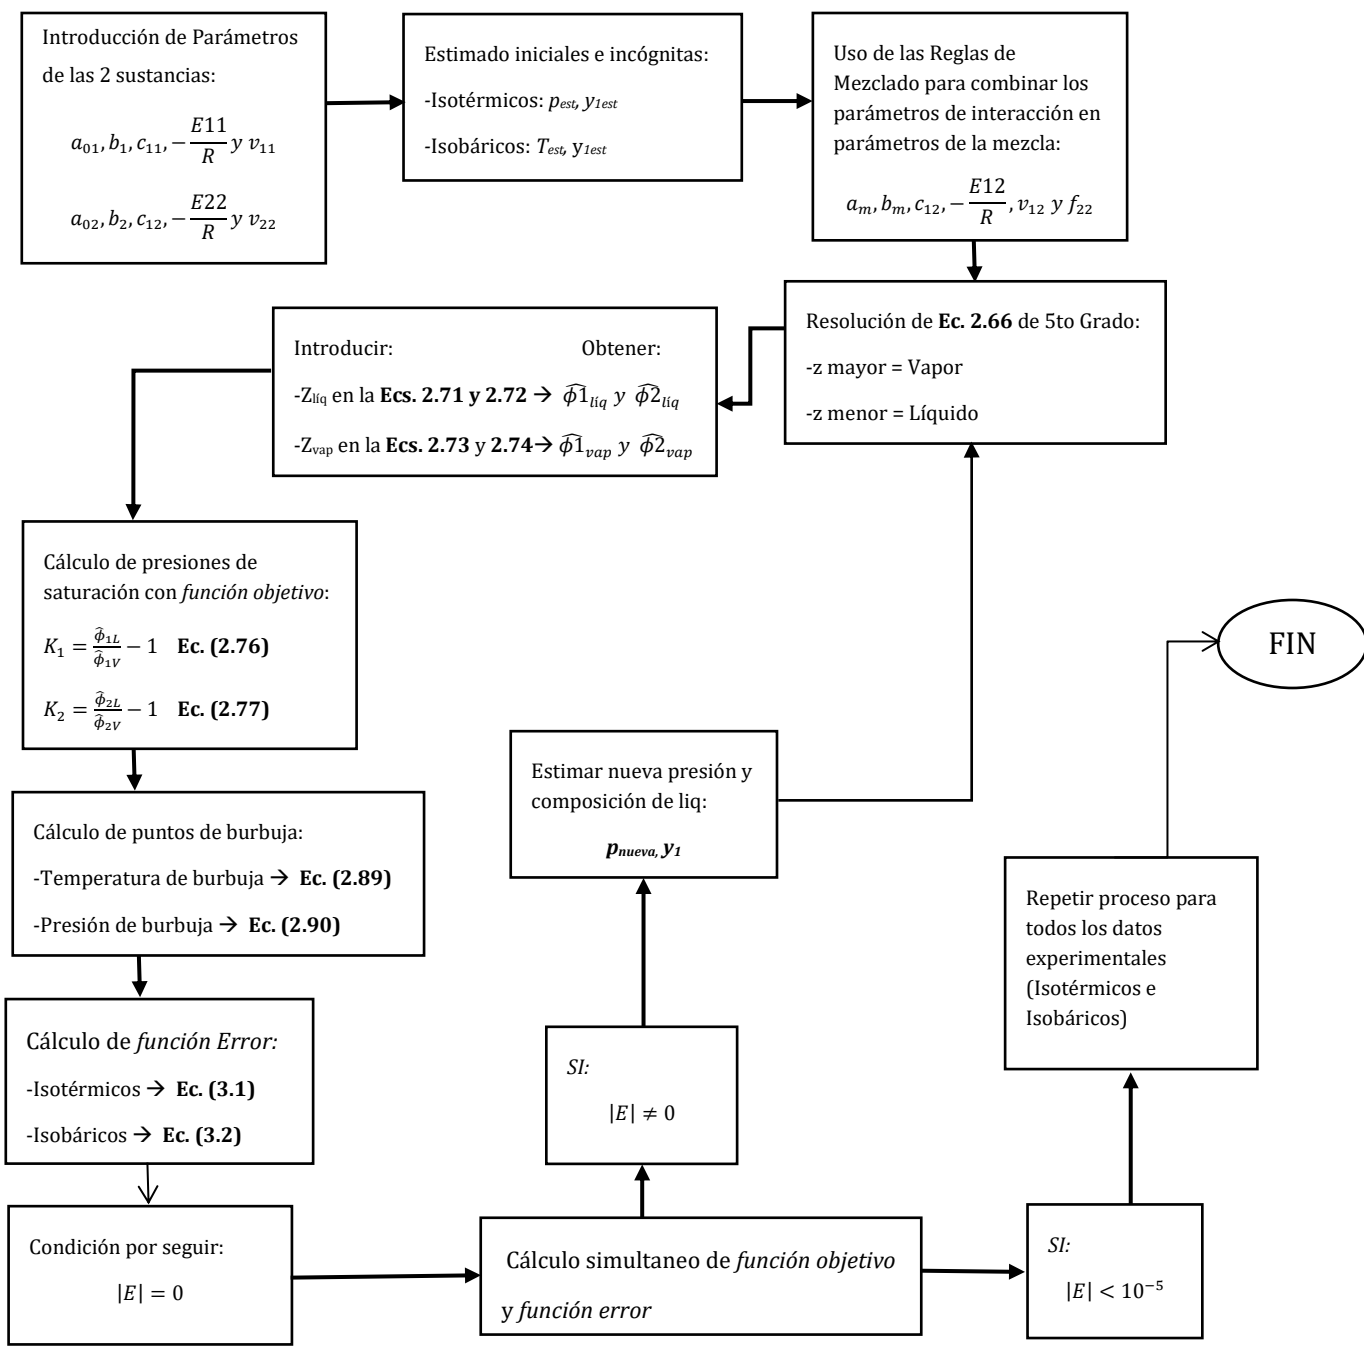 Introducción de Parámetros
de las 2 sustancias:
a₀₁, b₁, c₁₁, −E11/R y v₁₁
a₀₂, b₂, c₁₂, −E22/R y v₂₂
Estimado iniciales e incógnitas:
-Isotérmicos: pest, y1est
-Isobáricos: Test, y1est
Uso de las Reglas de
Mezclado para combinar los
parámetros de interacción en
parámetros de la mezcla:
aₘ, bₘ, c₁₂, −E12/R, v₁₂ y f₂₂
Resolución de Ec. 2.66 de 5to Grado:
-z mayor = Vapor
-z menor = Líquido
Introducir: Obtener:
-Zlíq en la Ecs. 2.71 y 2.72 → ϕ1̂líq y ϕ2̂líq
-Zvap en la Ecs. 2.73 y 2.74→ ϕ1̂vap y ϕ2̂vap
Cálculo de presiones de
saturación con función objetivo:
K₁ = ϕ̂1L/ϕ̂1V − 1 Ec. (2.76)
K₂ = ϕ̂2L/ϕ̂2V − 1 Ec. (2.77)
Cálculo de puntos de burbuja:
-Temperatura de burbuja → Ec. (2.89)
-Presión de burbuja → Ec. (2.90)
Cálculo de función Error:
-Isotérmicos → Ec. (3.1)
-Isobáricos → Ec. (3.2)
Condición por seguir:
|E| = 0
Cálculo simultaneo de función objetivo
y función error
SI:
|E| ≠ 0
Estimar nueva presión y
composición de liq:
pnueva, y1
SI:
|E| < 10⁻⁵
Repetir proceso para
todos los datos
experimentales
(Isotérmicos e
Isobáricos)
FIN